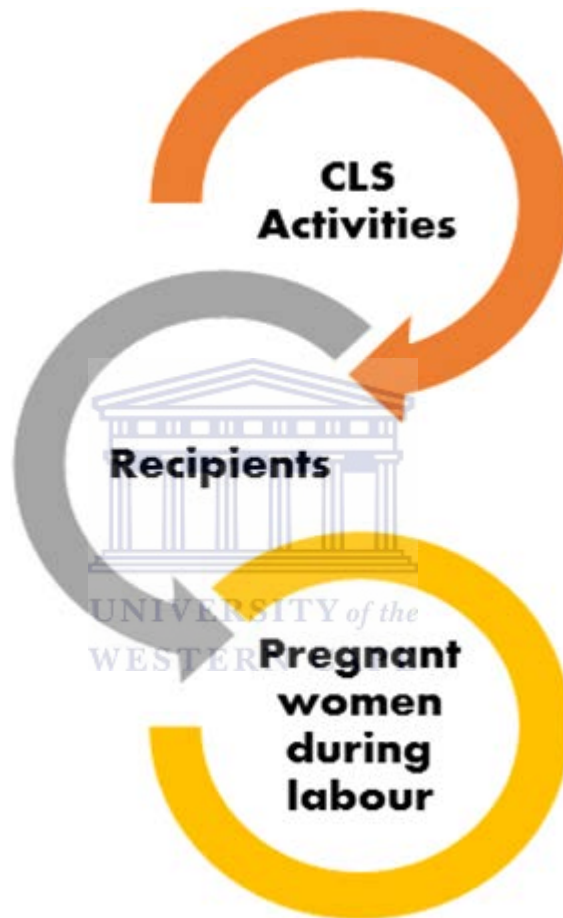 CLS
Activities
Recipients
UNIVERSITY of the
WESTERN
Pregnant
women
during
labour